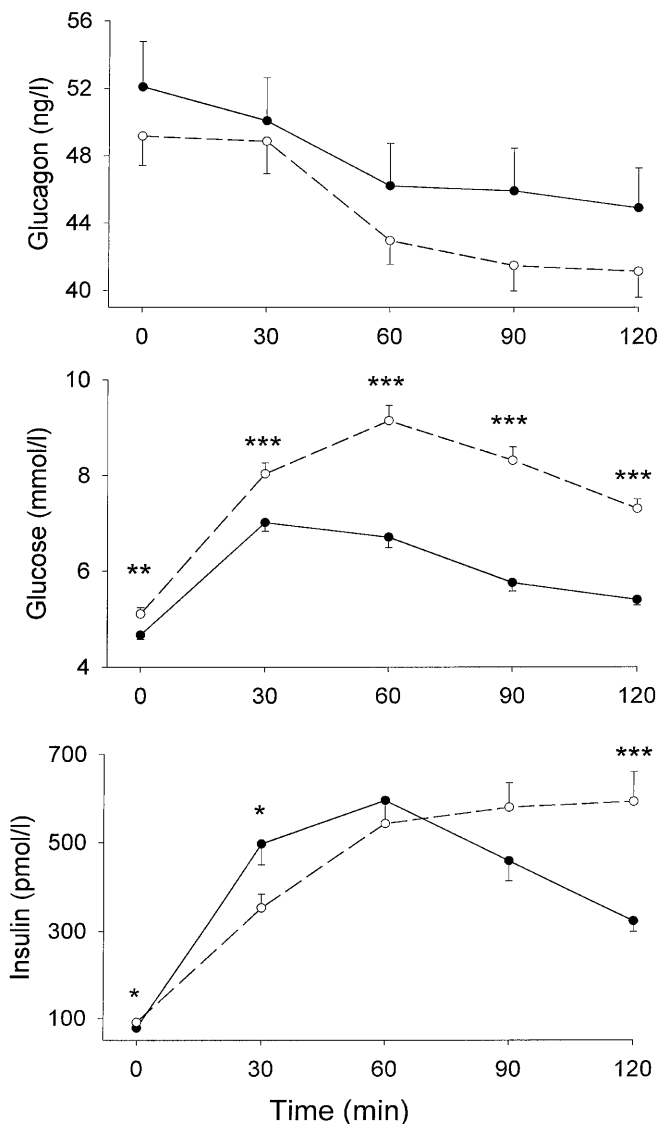 56
52
48
44
40
Glucagon (ng/l)
0 30 60 90 120
10
8
6
4
Glucose (mmol/l)
** *** *** *** ***
0 30 60 90 120
700
500
300
100
Insulin (pmol/l)
* * ***
0 30 60 90 120
Time (min)